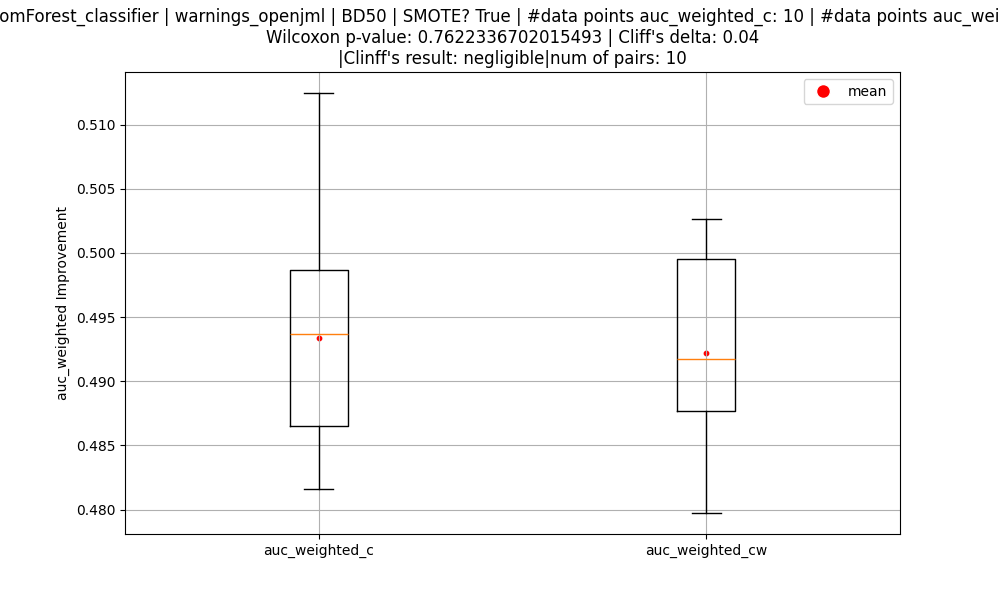 omForest_classifier | warnings_openjml | BD50 | SMOTE? True | #data points auc_weighted_c: 10 | #data points auc_wei
Wilcoxon p-value: 0.7622336702015493 | Cliff's delta: 0.04
|Clinff's result: negligible|num of pairs: 10
mean
0.510
0.505
0.500
0.495
0.490
0.485
0.480
auc_weighted Improvement
auc_weighted_c
auc_weighted_cw